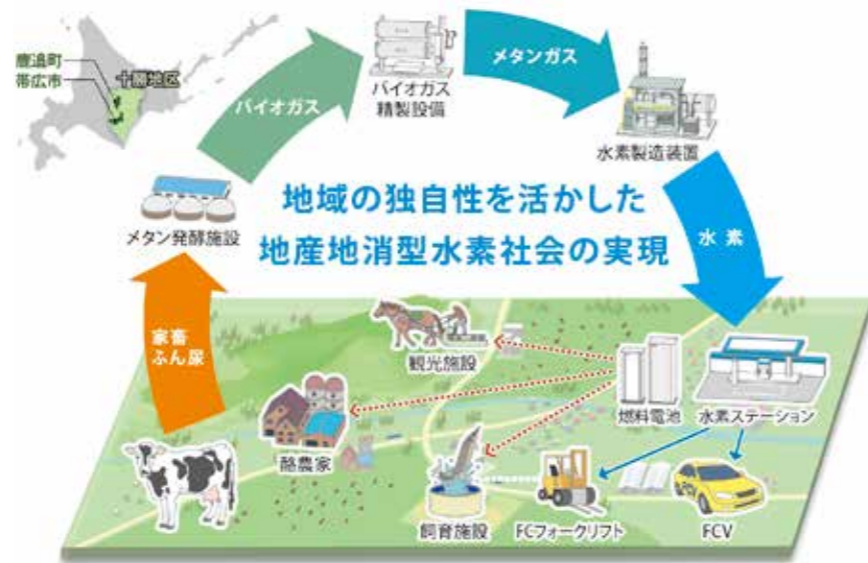 鹿追町
帯広市
十勝地区
バイオガス
バイオガス
精製設備
メタンガス
水素製造装置
メタン発酵施設
地域の独自性を活かした
地産地消型水素社会の実現
水素
家畜
ふん尿
観光施設
燃料電池
水素ステーション
酪農家
飼育施設
FCフォークリフト
FCV